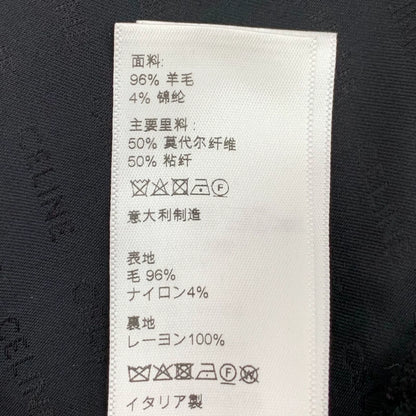 面料:
96% 羊毛
4% 锦纶
主要里料:
50% 莫代尔纤维
50% 粘纤
意大利制造
表地
毛 96%
ナイロン4%
裏地
レーヨン100%
イタリア製
CELINE
CELINE